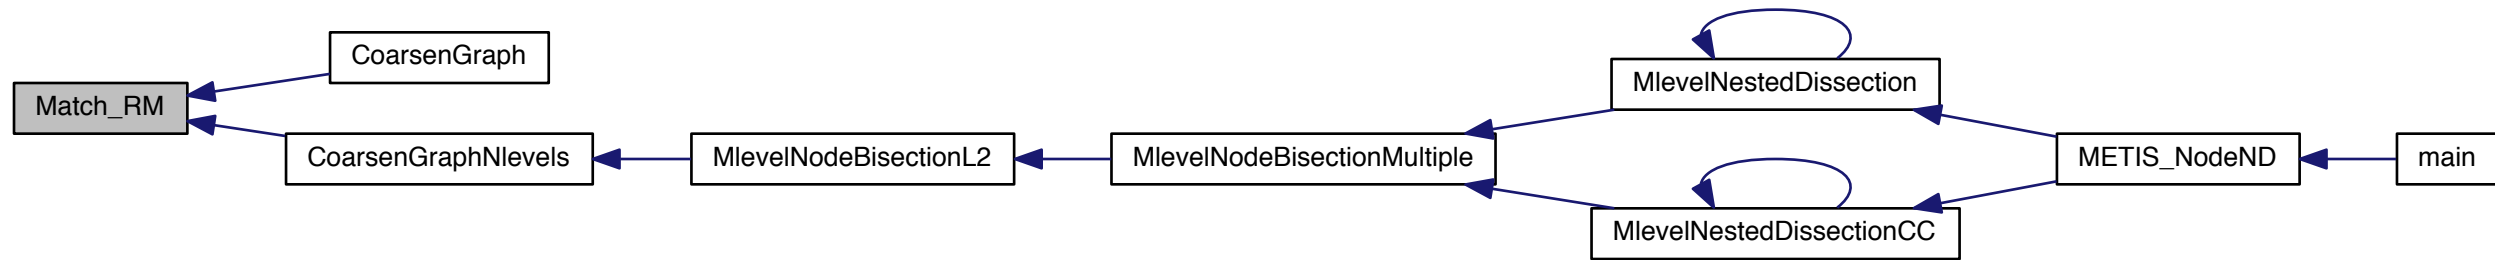 Match_RM
CoarsenGraph
CoarsenGraphNlevels
MlevelNodeBisectionL2
MlevelNodeBisectionMultiple
MlevelNestedDissection
MlevelNestedDissectionCC
METIS_NodeND
main